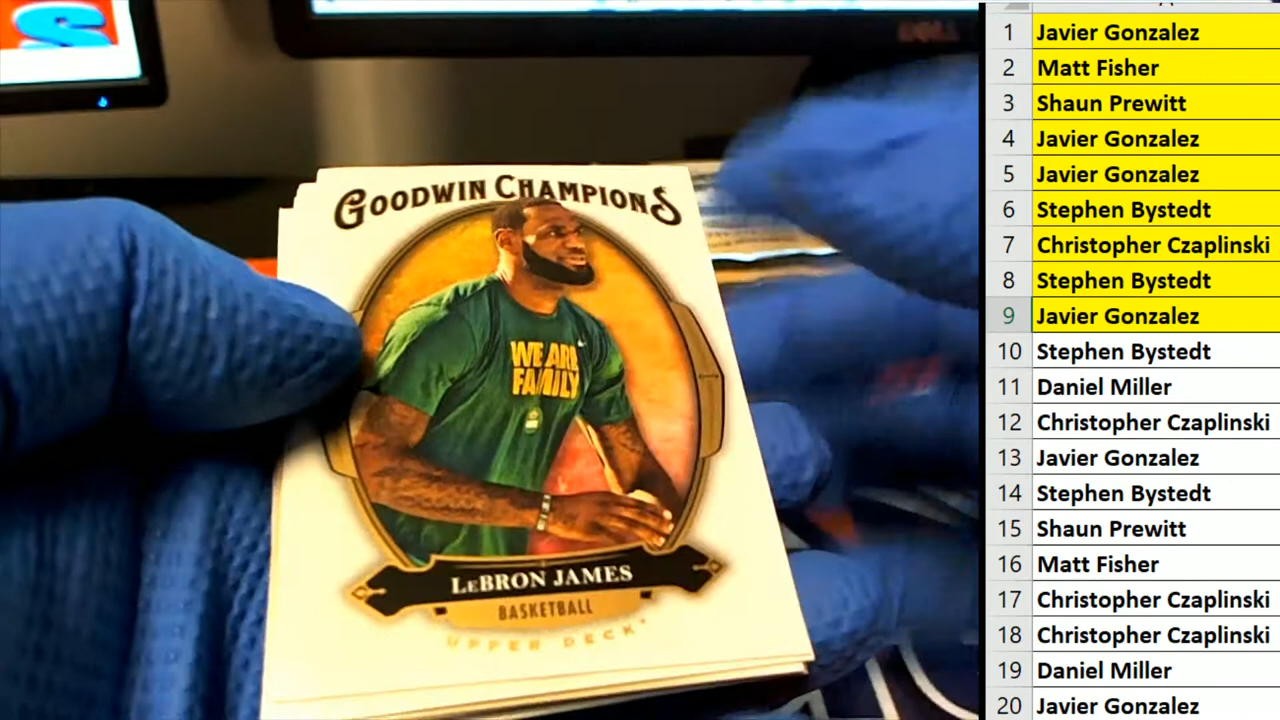 S
DELL
GOODWIN CHAMPIONS
WE ARE
FAMILY
LEBRON JAMES
BASKETBALL
UPPER DECK
1 Javier Gonzalez
2 Matt Fisher
3 Shaun Prewitt
4 Javier Gonzalez
5 Javier Gonzalez
6 Stephen Bystedt
7 Christopher Czaplinski
8 Stephen Bystedt
9 Javier Gonzalez
10 Stephen Bystedt
11 Daniel Miller
12 Christopher Czaplinski
13 Javier Gonzalez
14 Stephen Bystedt
15 Shaun Prewitt
16 Matt Fisher
17 Christopher Czaplinski
18 Christopher Czaplinski
19 Daniel Miller
20 Javier Gonzalez